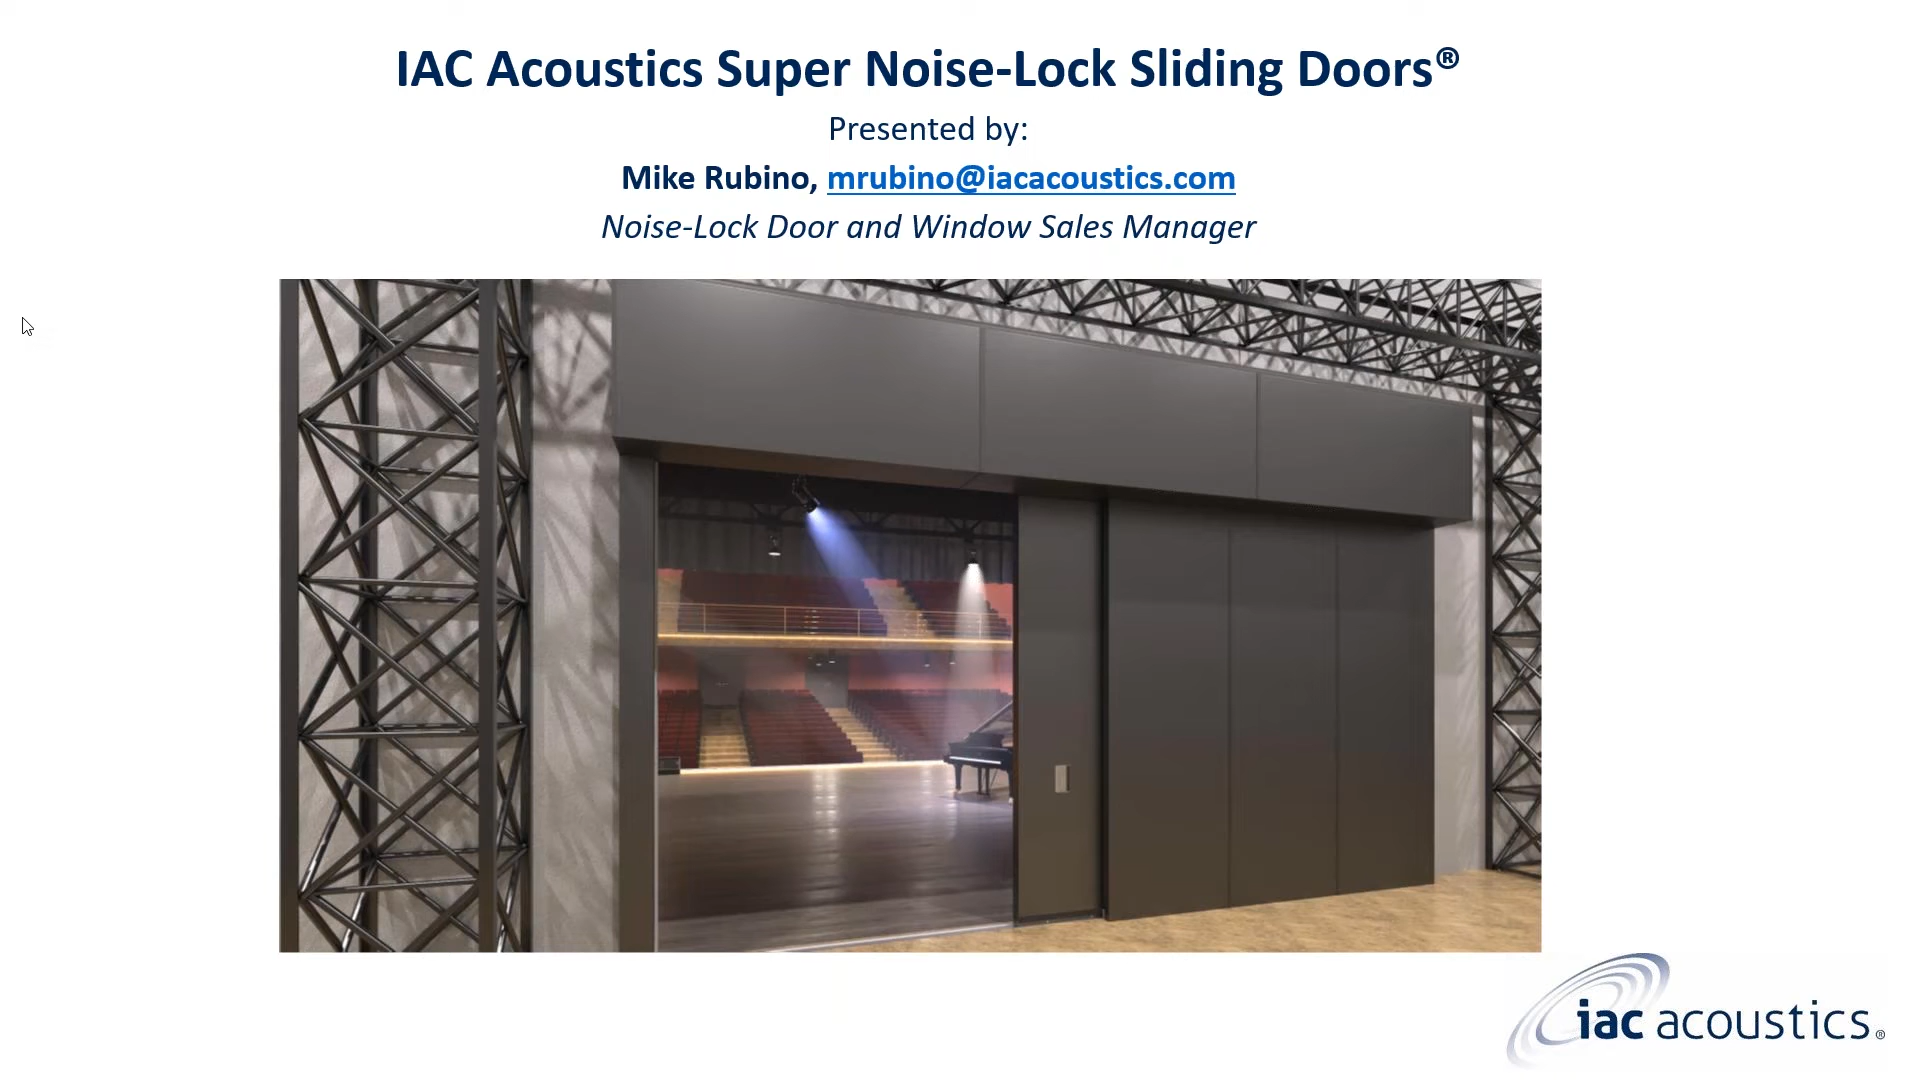 IAC Acoustics Super Noise-Lock Sliding Doors®
Presented by:
Mike Rubino, mrubino@iacacoustics.com
Noise-Lock Door and Window Sales Manager
iac acoustics®